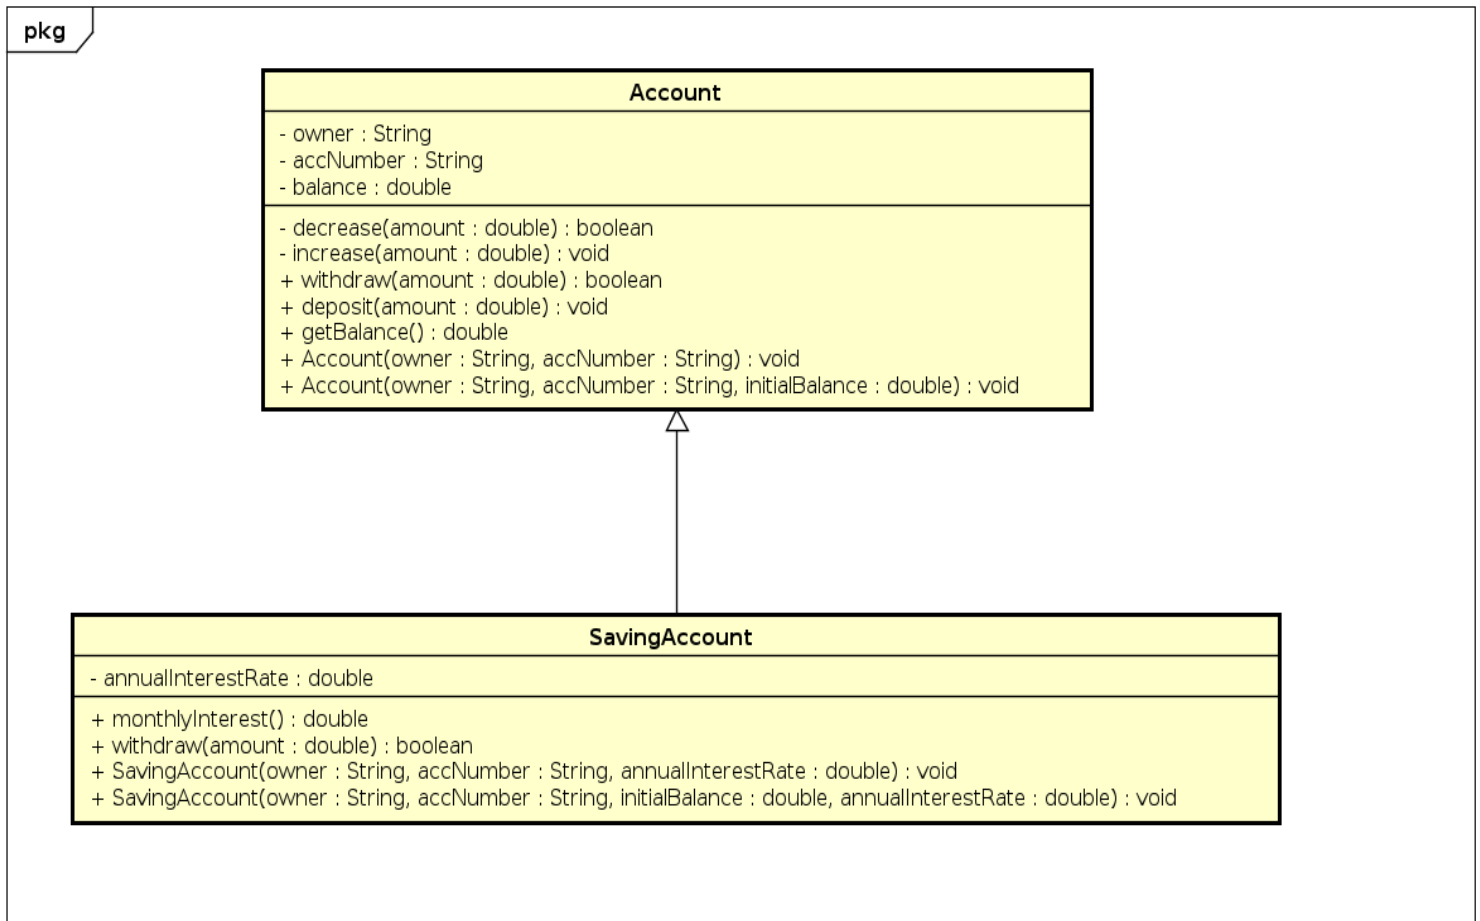 pkg
Account
- owner : String
- accNumber : String
- balance : double
- decrease(amount : double) : boolean
- increase(amount : double) : void
+ withdraw(amount : double) : boolean
+ deposit(amount : double) : void
+ getBalance() : double
+ Account(owner : String, accNumber : String) : void
+ Account(owner : String, accNumber : String, initialBalance : double) : void
SavingAccount
- annualInterestRate : double
+ monthlyInterest() : double
+ withdraw(amount : double) : boolean
+ SavingAccount(owner : String, accNumber : String, annualInterestRate : double) : void
+ SavingAccount(owner : String, accNumber : String, initialBalance : double, annualInterestRate : double) : void